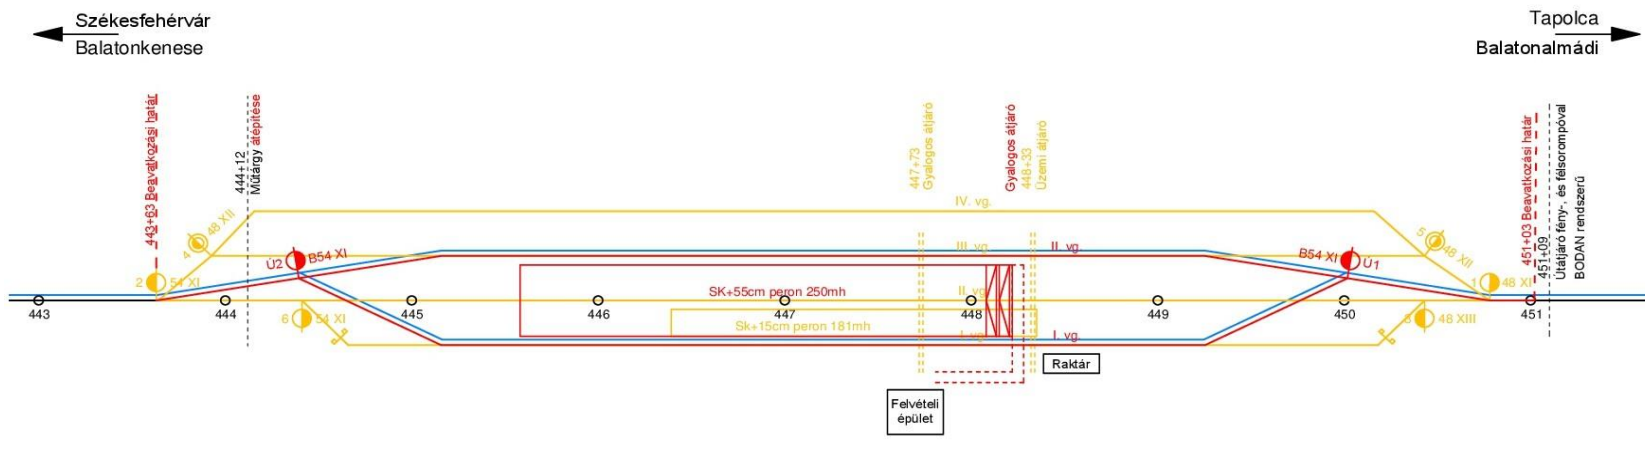 Székesfehérvár
Balatonkenese
Tapolca
Balatonalmádi
443+63 Beavatkozási határ
444+12
Műtárgy átépítése
447+73
Gyalogos átjáró
Gyalogos átjáró
448+33
Üzemi átjáró
451+03 Beavatkozási határ
451+09
Útátjáró fény-, és félsorompóval
BODAN rendszerű
IV. vg.
4 48 XII
5 48 XII
III. vg.
II. vg.
Ú2 B54 XI
B54 XI Ú1
2 54 XI
1 48 XI
SK+55cm peron 250mh
II. vg.
443
444
445
446
447
448
449
450
451
6 54 XI
3 48 XIII
Sk+15cm peron 181mh
I. vg.
I. vg.
Raktár
Felvételi
épület